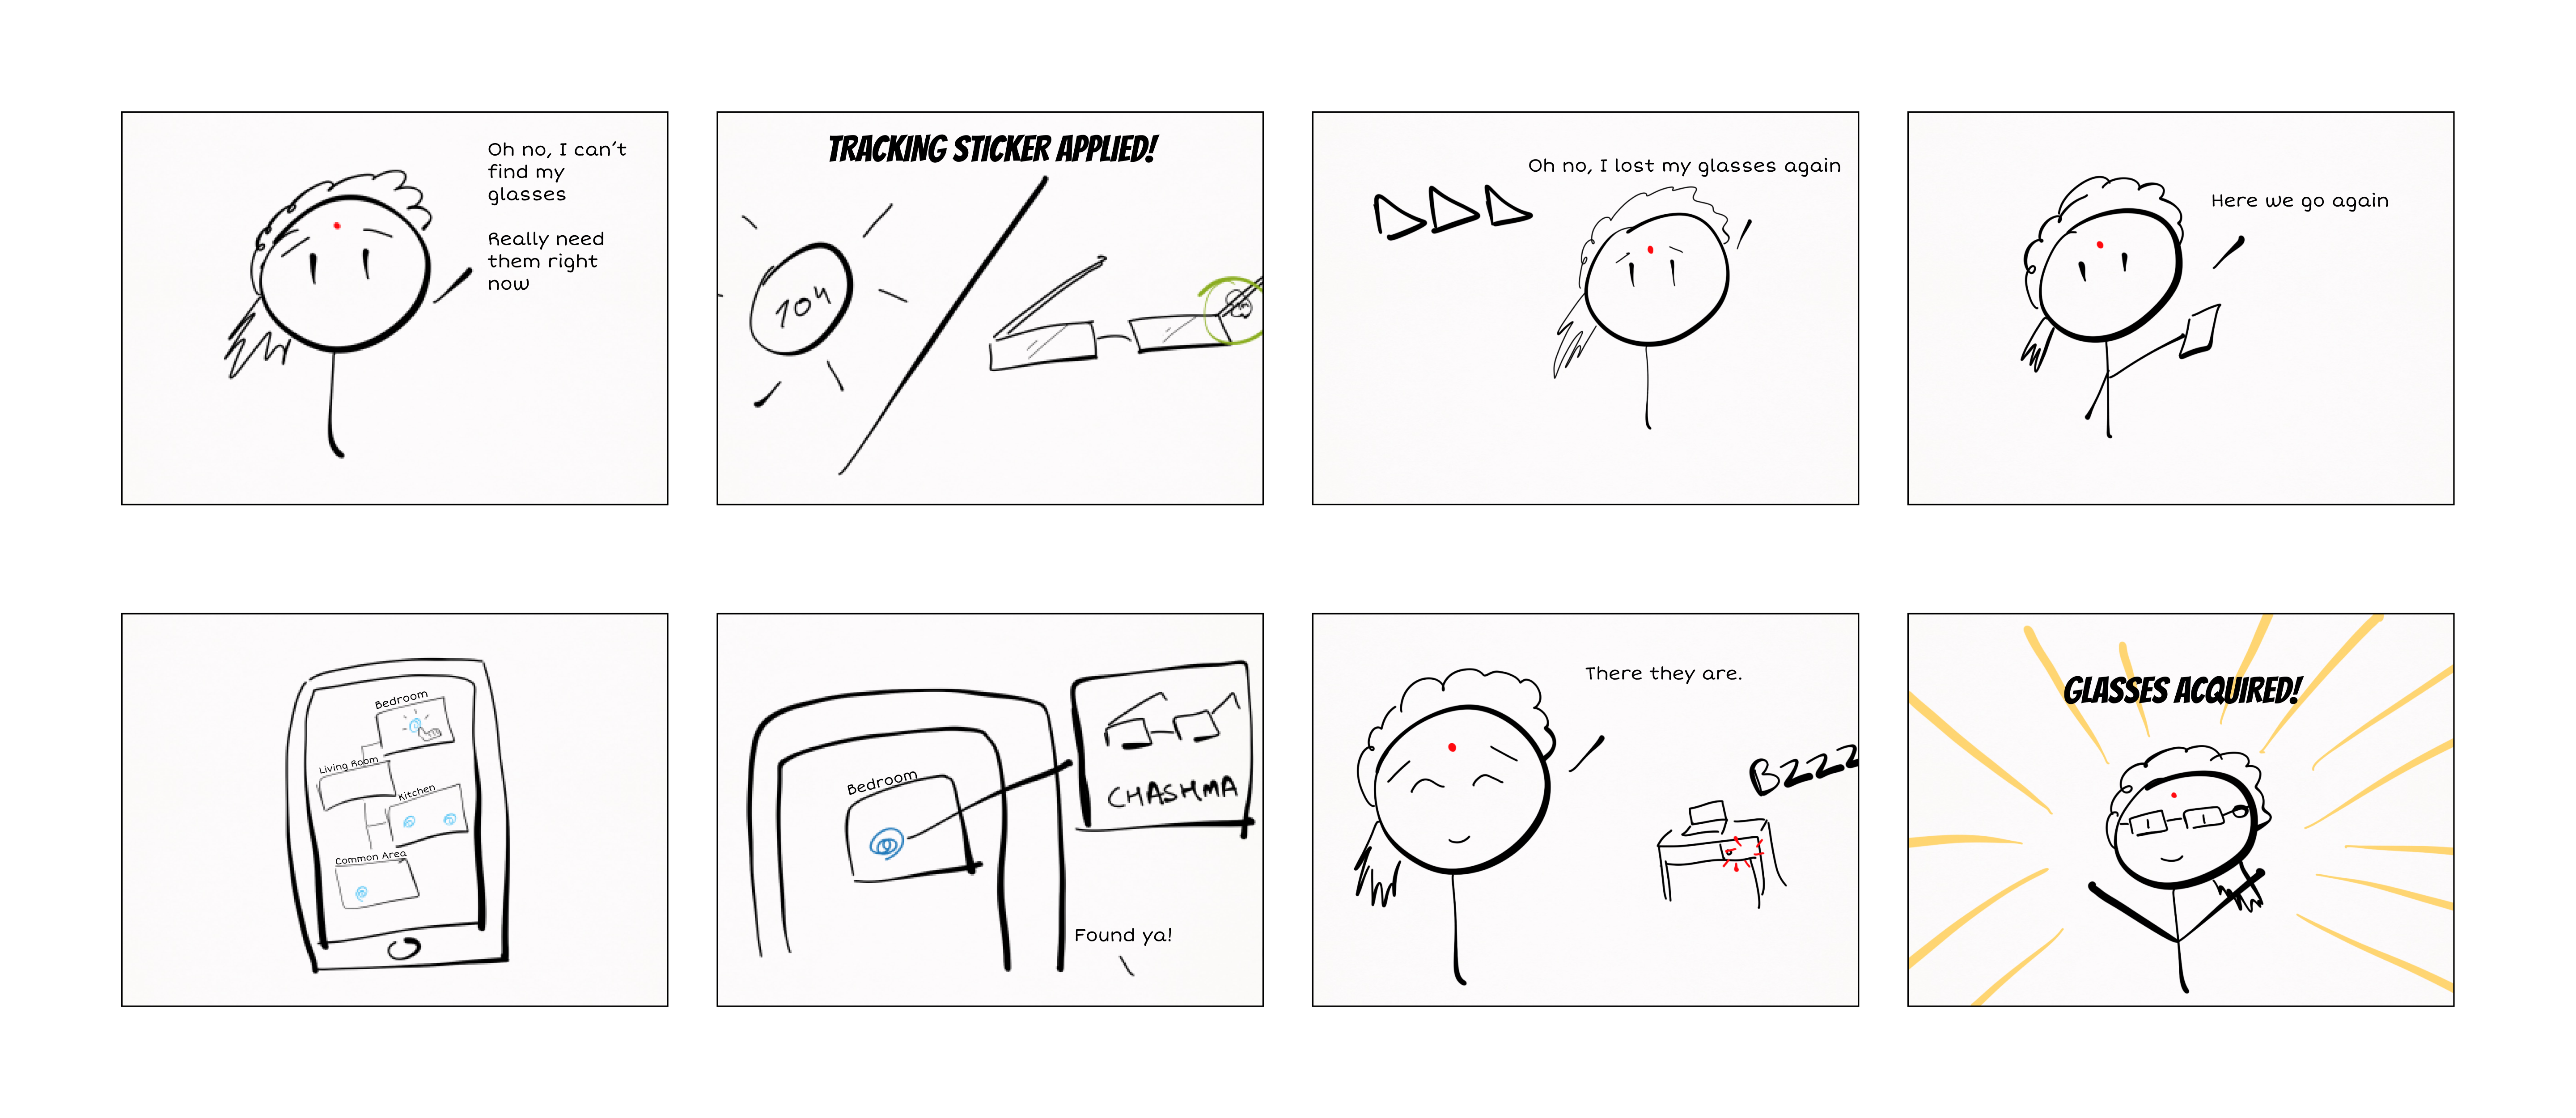 Oh no, I can't
find my
glasses
Really need
them right
now
TRACKING STICKER APPLIED!
Oh no, I lost my glasses again
Here we go again
Bedroom
Living Room
Kitchen
Common Area
Bedroom
CHASHMA
Found ya!
There they are.
BZZZ
GLASSES ACQUIRED!